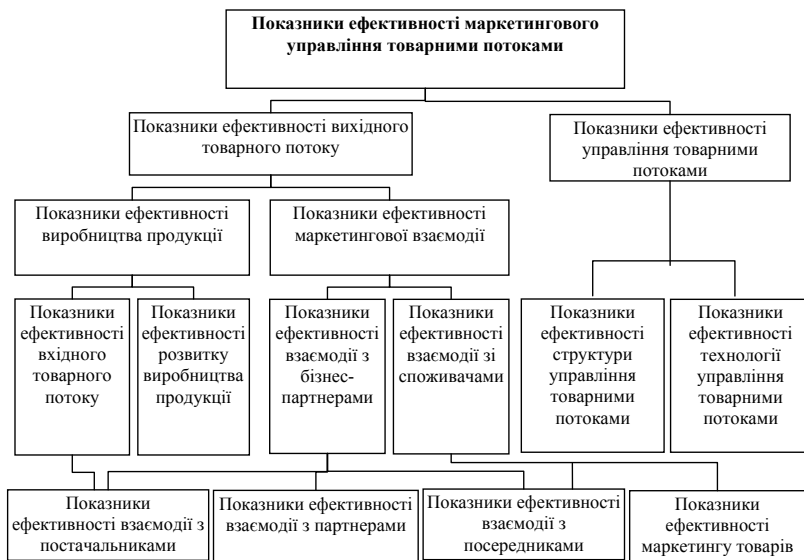 Показники ефективності маркетингового
управління товарними потоками
Показники ефективності вихідного
товарного потоку
Показники ефективності
управління товарними
потоками
Показники ефективності
виробництва продукції
Показники ефективності
маркетингової взаємодії
Показники
ефективності
вхідного
товарного
потоку
Показники
ефективності
розвитку
виробництва
продукції
Показники
ефективності
взаємодії з
бізнес-
партнерами
Показники
ефективності
взаємодії зі
споживачами
Показники
ефективності
структури
управління
товарними
потоками
Показники
ефективності
технології
управління
товарними
потоками
Показники
ефективності взаємодії з
постачальниками
Показники ефективності
взаємодії з партнерами
Показники ефективності
взаємодії з
посередниками
Показники
ефективності
маркетингу товарів